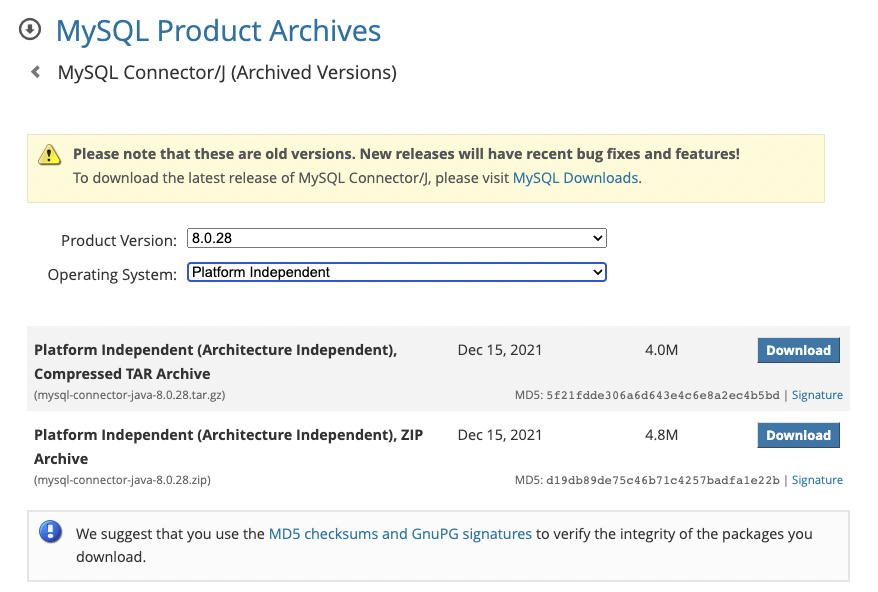 MySQL Product Archives
MySQL Connector/J (Archived Versions)
Please note that these are old versions. New releases will have recent bug fixes and features!
To download the latest release of MySQL Connector/J, please visit MySQL Downloads.
Product Version: 8.0.28
Operating System: Platform Independent
Platform Independent (Architecture Independent), Dec 15, 2021 4.0M Download
Compressed TAR Archive
(mysql-connector-java-8.0.28.tar.gz) MD5: 5f21fdde306a6d643e4c6e8a2ec4b5bd | Signature
Platform Independent (Architecture Independent), ZIP Dec 15, 2021 4.8M Download
Archive
(mysql-connector-java-8.0.28.zip) MD5: d19db89de75c46b71c4257badfa1e22b | Signature
We suggest that you use the MD5 checksums and GnuPG signatures to verify the integrity of the packages you
download.